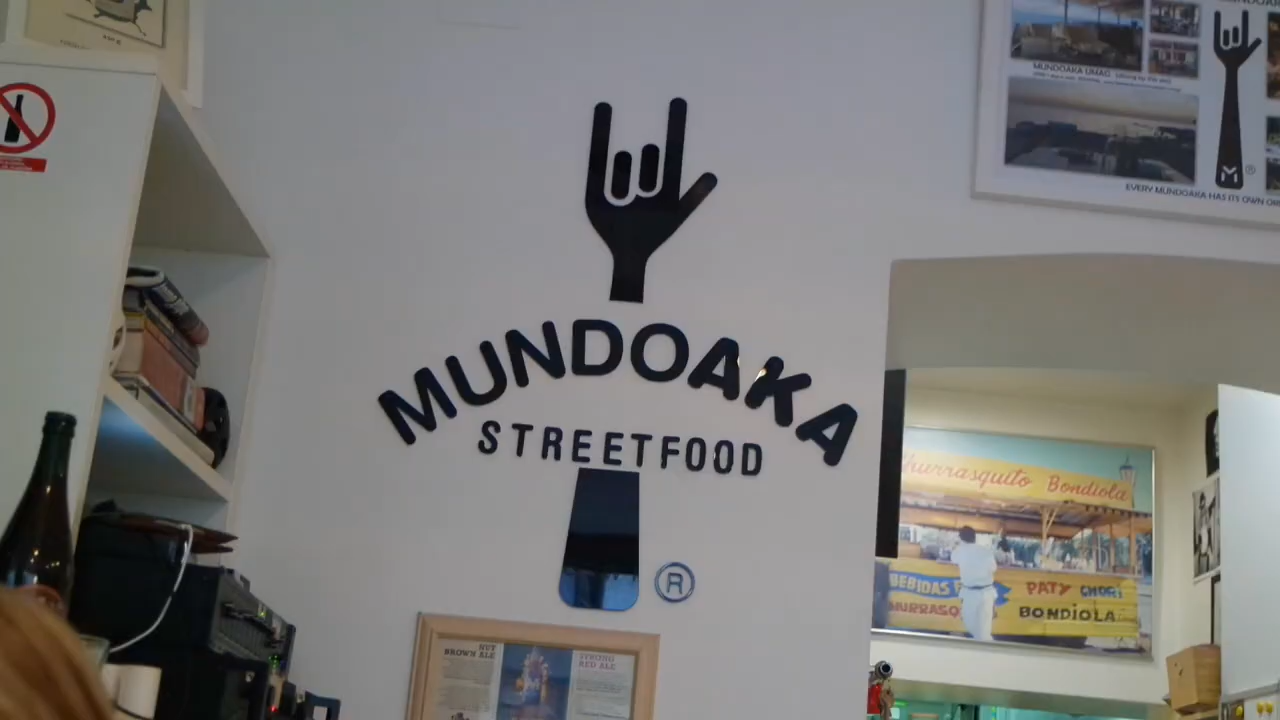 MUNDOAKA
STREETFOOD
®
MUNDOAKA UMAG
EVERY MUNDOAKA HAS ITS OWN
M
®
Churrasquito Bondiola
BEBIDAS
PATY CHORI
BONDIOLA
NUT
BROWN ALE
STRONG
RED ALE